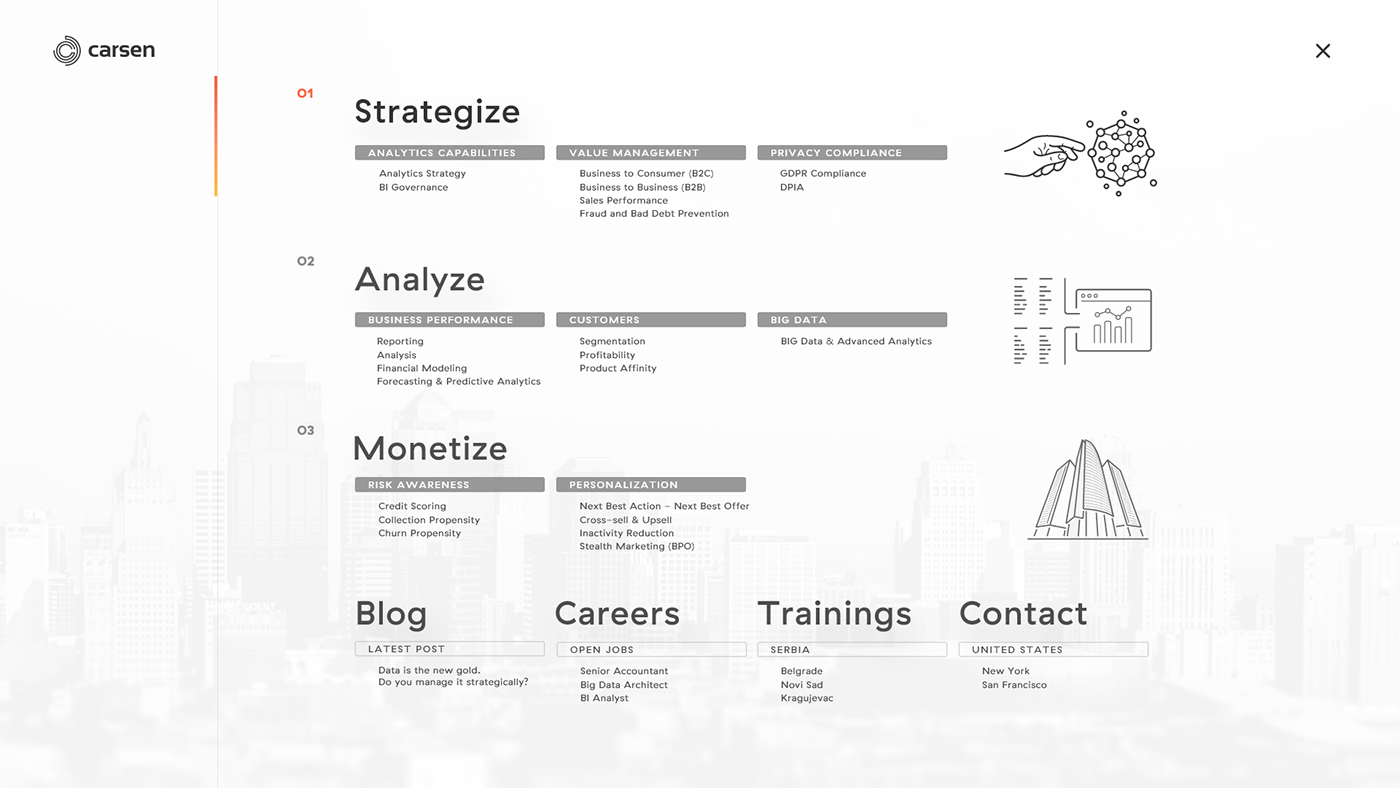 carsen
01
Strategize
ANALYTICS CAPABILITIES
Analytics Strategy
BI Governance
VALUE MANAGEMENT
Business to Consumer (B2C)
Business to Business (B2B)
Sales Performance
Fraud and Bad Debt Prevention
PRIVACY COMPLIANCE
GDPR Compliance
DPIA
02
Analyze
BUSINESS PERFORMANCE
Reporting
Analysis
Financial Modeling
Forecasting & Predictive Analytics
CUSTOMERS
Segmentation
Profitability
Product Affinity
BIG DATA
BIG Data & Advanced Analytics
03
Monetize
RISK AWARENESS
Credit Scoring
Collection Propensity
Churn Propensity
PERSONALIZATION
Next Best Action - Next Best Offer
Cross-sell & Upsell
Inactivity Reduction
Stealth Marketing (BPO)
Blog
LATEST POST
Data is the new gold.
Do you manage it strategically?
Careers
OPEN JOBS
Senior Accountant
Big Data Architect
BI Analyst
Trainings
SERBIA
Belgrade
Novi Sad
Kragujevac
Contact
UNITED STATES
New York
San Francisco